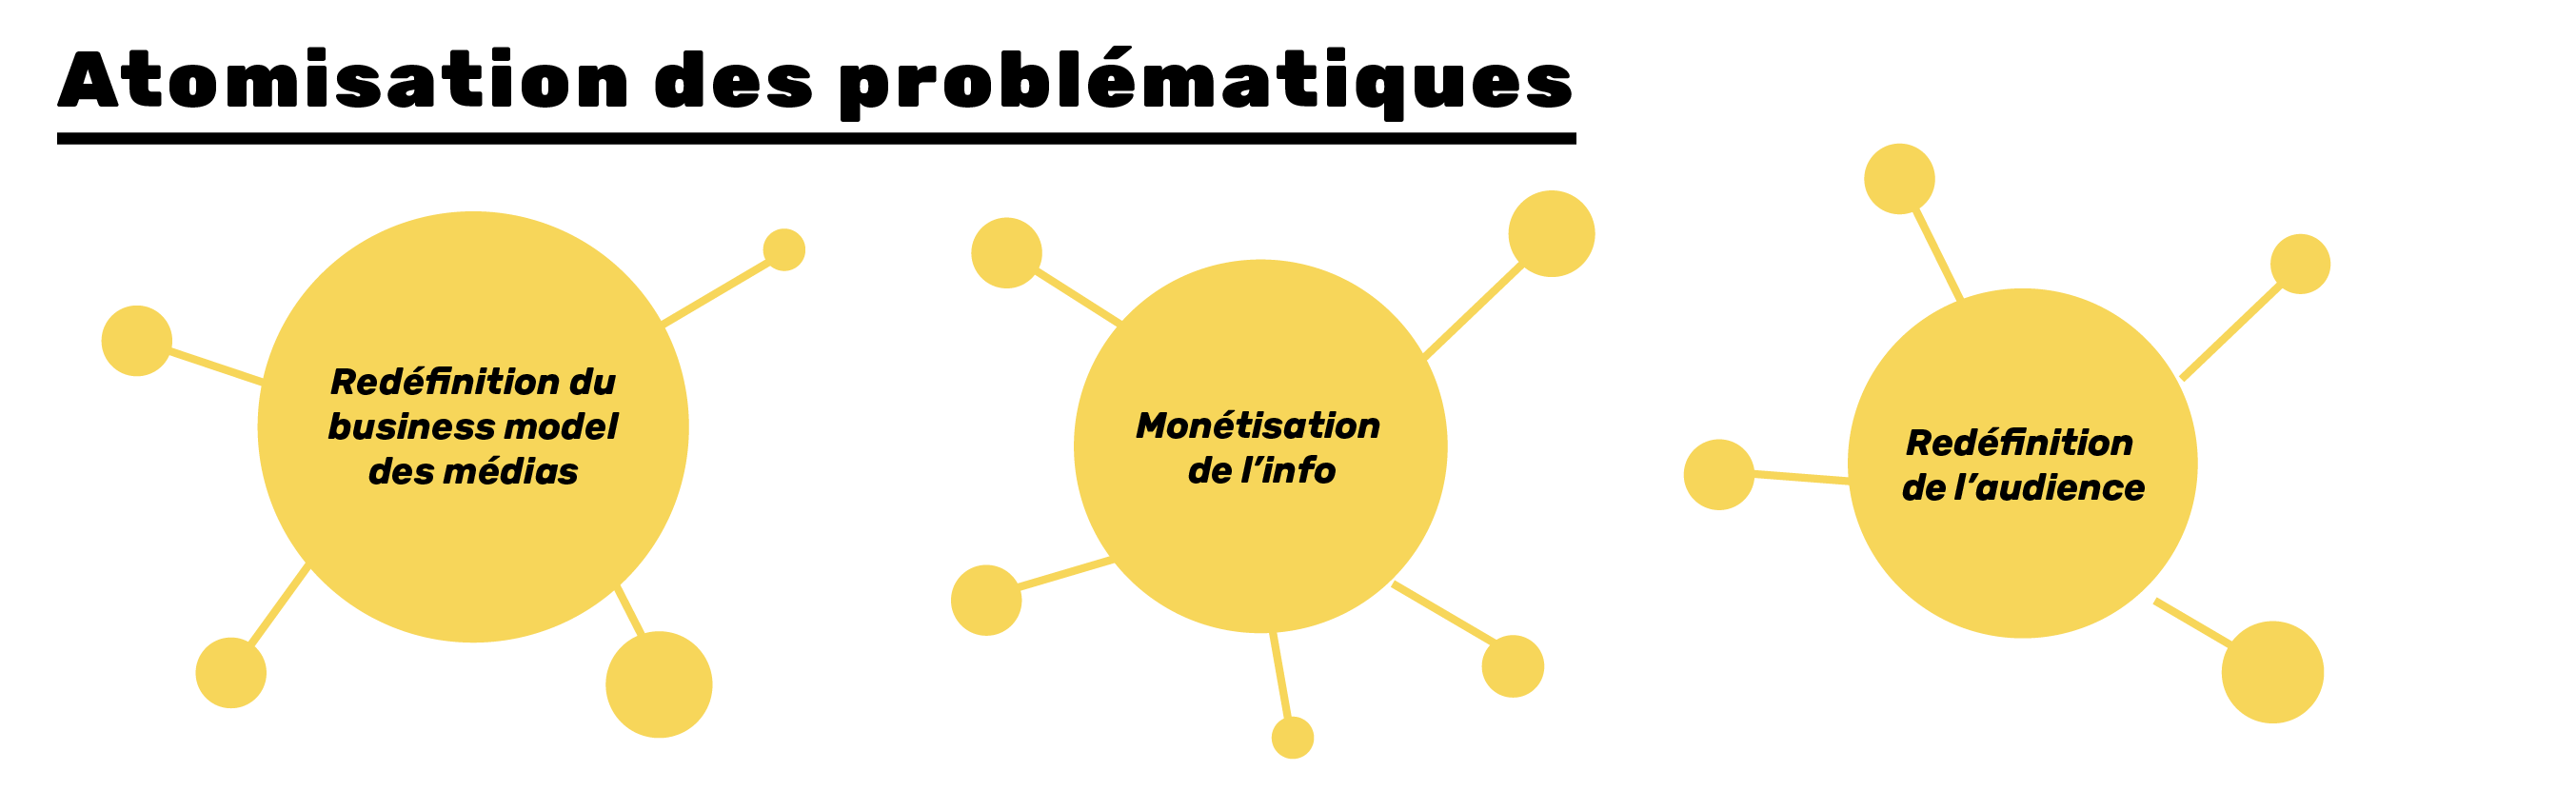 Atomisation des problématiques
Redéfinition du
business model
des médias
Monétisation
de l’info
Redéfinition
de l’audience